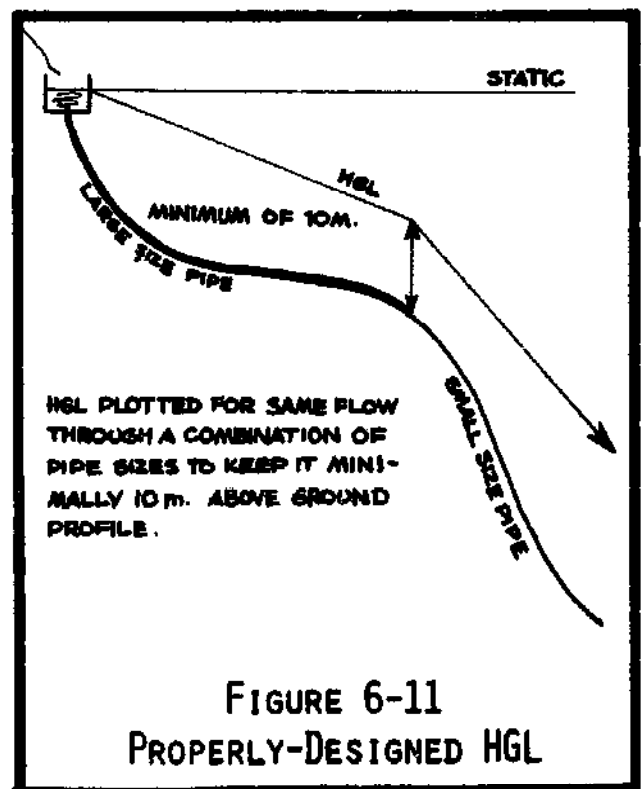 STATIC
HGL
MINIMUM OF 10M.
LARGE SIZE PIPE
SMALL SIZE PIPE
HGL PLOTTED FOR SAME FLOW
THROUGH A COMBINATION OF
PIPE SIZES TO KEEP IT MINI-
MALLY 10 m. ABOVE GROUND
PROFILE.
FIGURE 6-11
PROPERLY-DESIGNED HGL